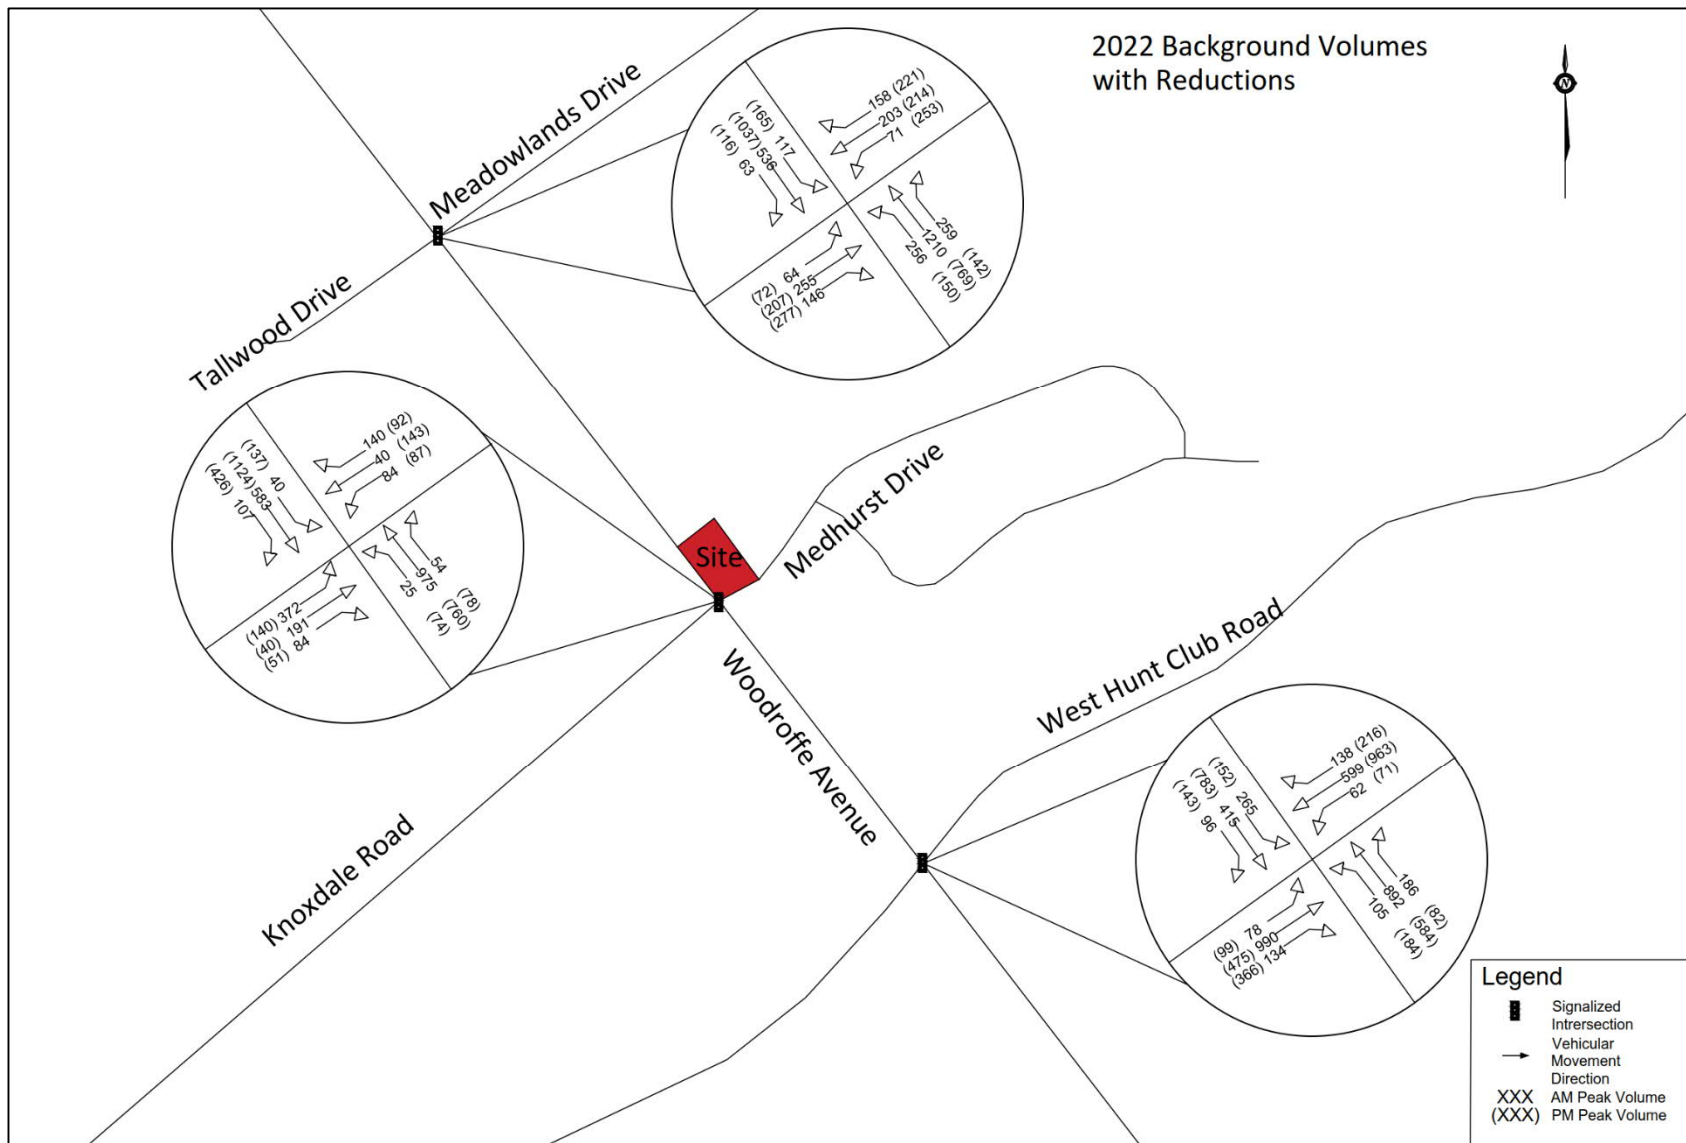 2022 Background Volumes
with Reductions
N
Meadowlands Drive
158 (221)
203 (214)
71 (253)
(165) 117
(1037) 536
(116) 63
259 (142)
1210 (769)
256 (150)
(72) 64
(207) 255
(277) 146
Tallwood Drive
140 (92)
40 (143)
84 (87)
(137) 40
(1124) 583
(426) 107
54 (78)
975 (760)
25 (74)
(140) 372
(40) 191
(51) 84
Site
Medhurst Drive
Woodroffe Avenue
West Hunt Club Road
Knoxdale Road
138 (216)
599 (963)
62 (71)
(152) 265
(783) 415
(143) 96
186 (82)
892 (584)
105 (184)
(99) 78
(475) 990
(366) 134
Legend
Signalized
Intrersection
Vehicular
Movement
Direction
XXX AM Peak Volume
(XXX) PM Peak Volume